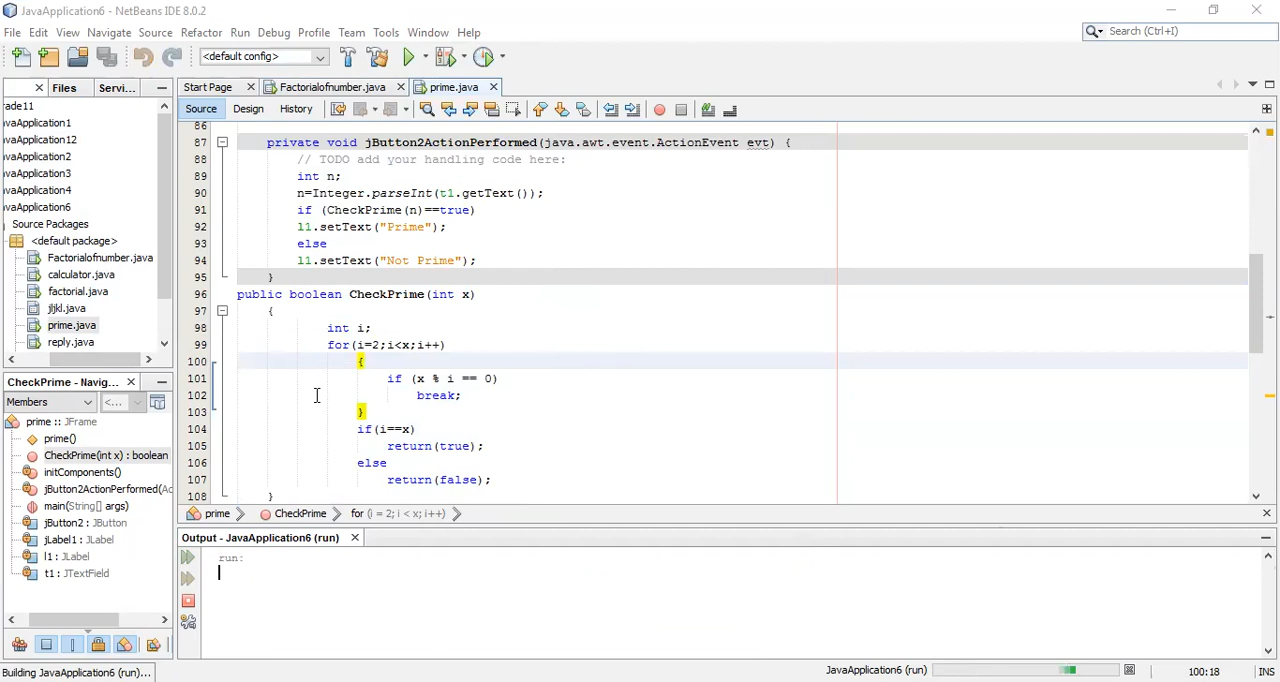 JavaApplication6 - NetBeans IDE 8.0.2
File Edit View Navigate Source Refactor Run Debug Profile Team Tools Window Help
Search (Ctrl+I)
<default config>
Files Servi...
Start Page Factorialofnumber.java prime.java
Source Design History
rade11
avaApplication1
avaApplication12
avaApplication2
avaApplication3
avaApplication4
avaApplication6
Source Packages
<default package>
Factorialofnumber.java
calculator.java
factorial.java
jljkl.java
prime.java
reply.java
86
87 private void jButton2ActionPerformed(java.awt.event.ActionEvent evt) {
88 // TODO add your handling code here:
89 int n;
90 n=Integer.parseInt(t1.getText());
91 if (CheckPrime(n)==true)
92 l1.setText("Prime");
93 else
94 l1.setText("Not Prime");
95 }
96 public boolean CheckPrime(int x)
97 {
98 int i;
99 for(i=2;i<x;i++)
100 {
101 if (x % i == 0)
102 break;
103 }
104 if(i==x)
105 return(true);
106 else
107 return(false);
108 }
CheckPrime - Navig...
Members <...
prime :: JFrame
prime()
CheckPrime(int x) : boolean
initComponents()
jButton2ActionPerformed(Ac
main(String[] args)
jButton2 : JButton
jLabel1 : JLabel
l1 : JLabel
t1 : JTextField
prime CheckPrime for (i = 2; i < x; i++)
Output - JavaApplication6 (run)
run:
Building JavaApplication6 (run)...
JavaApplication6 (run)
100:18
INS